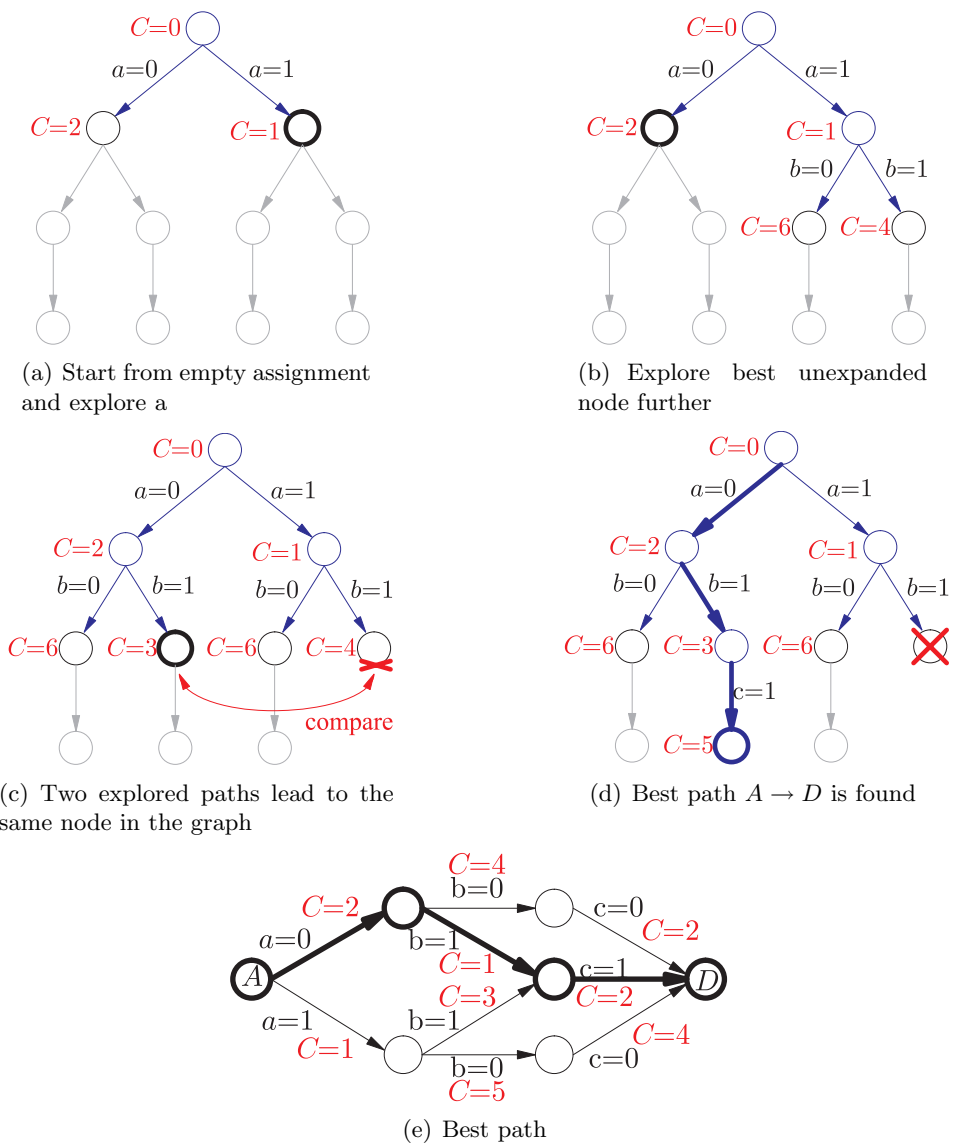 C=0 C=0
a=0 a=1 a=0 a=1
C=2 C=1 C=2 C=1
b=0 b=1
C=6 C=4
(a) Start from empty assignment
and explore a
(b) Explore best unexpanded
node further
C=0 C=0
a=0 a=1 a=0 a=1
C=2 C=1 C=2 C=1
b=0 b=1 b=0 b=1 b=0 b=1 b=0 b=1
C=6 C=3 C=6 C=4 C=6 C=3 C=6
compare
c=1
C=5
(c) Two explored paths lead to the
same node in the graph
(d) Best path A → D is found
C=4
b=0
C=2 c=0
a=0 b=1 C=2
C=1
A c=1 D
C=3 C=2
a=1 b=1
C=1 C=4
b=0 c=0
C=5
(e) Best path